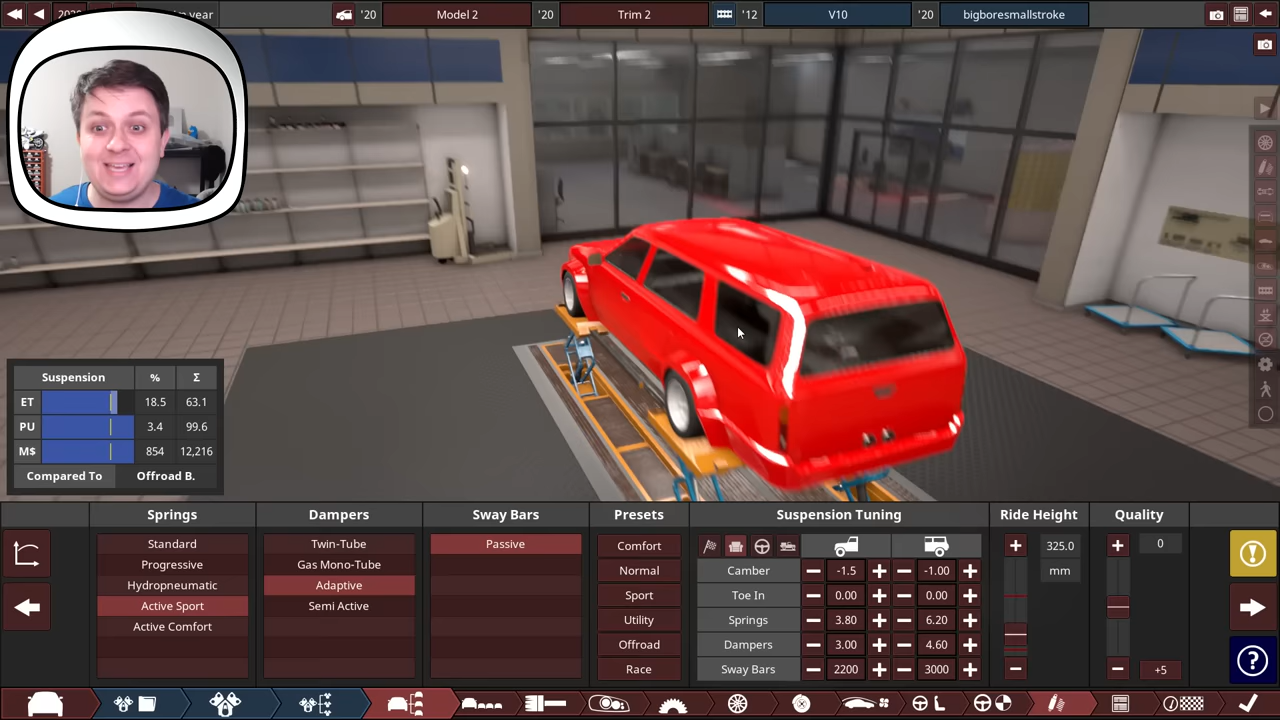 2020 n year '20 Model 2 '20 Trim 2 '12 V10 '20 bigboresmallstroke
Suspension % Σ
ET 18.5 63.1
PU 3.4 99.6
M$ 854 12,216
Compared To Offroad B.
Springs Dampers Sway Bars Presets Suspension Tuning Ride Height Quality
Standard Twin-Tube Passive Comfort 325.0 0
Progressive Gas Mono-Tube Normal Camber - -1.5 + - -1.00 + mm
Hydropneumatic Adaptive Sport Toe In - 0.00 + - 0.00 +
Active Sport Semi Active Utility Springs - 3.80 + - 6.20 +
Active Comfort Offroad Dampers - 3.00 + - 4.60 +
Race Sway Bars - 2200 + - 3000 + +5